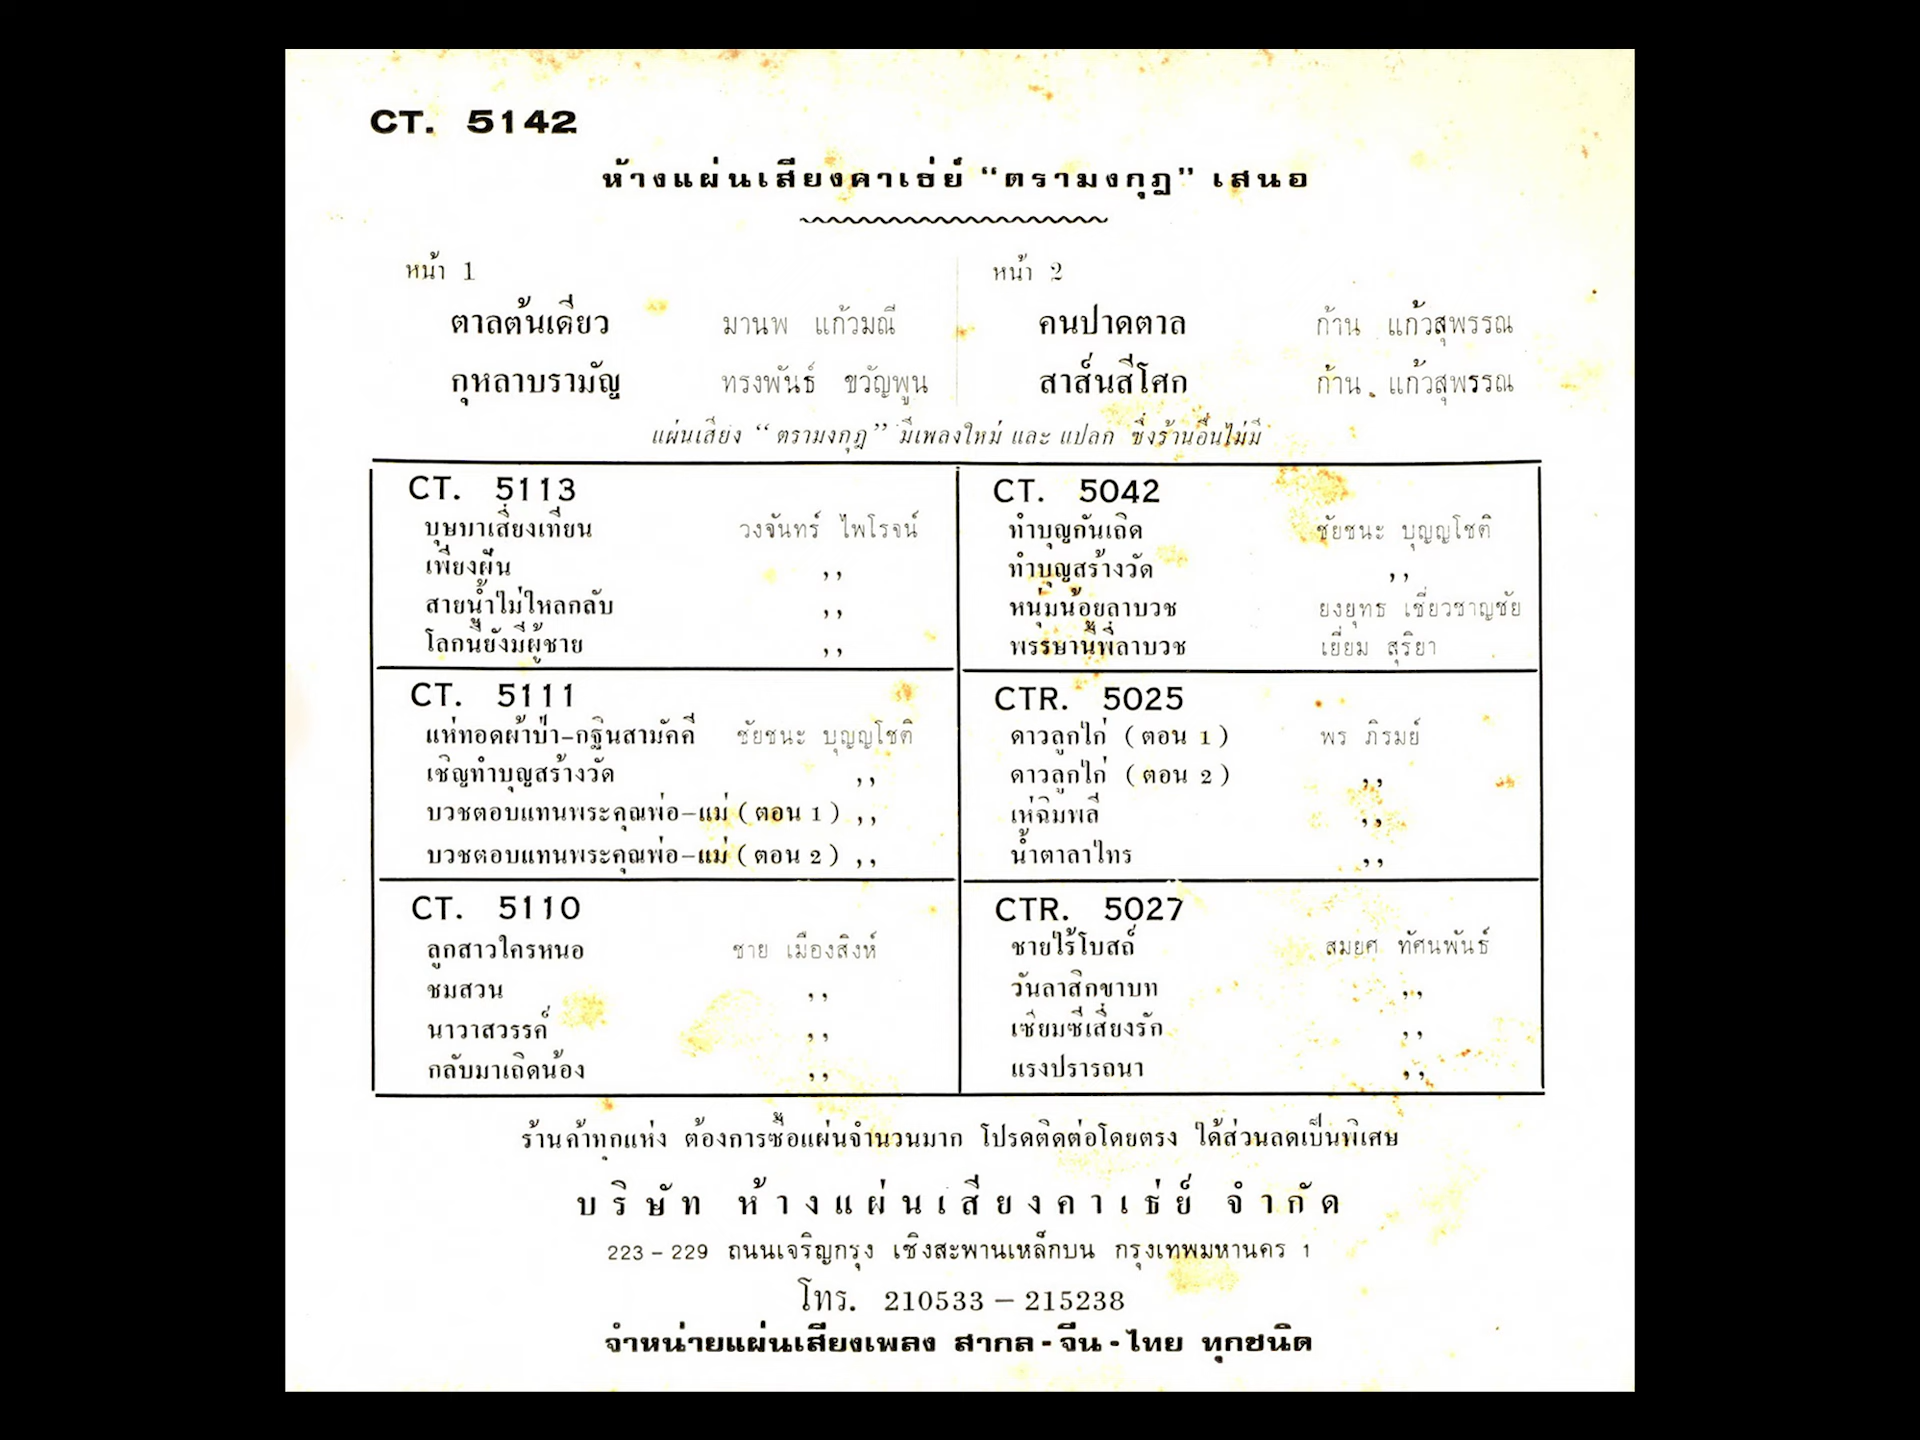 CT. 5142
ห้างแผ่นเสียงคาเธ่ย์ “ตรามงกุฎ” เสนอ
หน้า 1
ตาลต้นเดียว มานพ แก้วมณี
กุหลาบรามัญ ทรงพันธ์ ขวัญพูน
หน้า 2
คนปาดตาล ก้าน แก้วสุพรรณ
สาส์นสีโศก ก้าน แก้วสุพรรณ
แผ่นเสียง “ตรามงกุฎ” มีเพลงใหม่ และ แปลก ซึ่งร้านอื่นไม่มี
CT. 5113
บุษบาเสี่ยงเทียน วงจันทร์ ไพโรจน์
เพียงฝัน ,,
สายน้ำไม่ไหลกลับ ,,
โลกนี้ยังมีผู้ชาย ,,
CT. 5111
แห่ทอดผ้าป่า-กฐินสามัคคี ชัยชนะ บุญญโชติ
เชิญทำบุญสร้างวัด ,,
บวชตอบแทนพระคุณพ่อ-แม่ (ตอน 1) ,,
บวชตอบแทนพระคุณพ่อ-แม่ (ตอน 2) ,,
CT. 5110
ลูกสาวใครหนอ ชาย เมืองสิงห์
ชมสวน ,,
นาวาสวรรค์ ,,
กลับมาเถิดน้อง ,,
CT. 5042
ทำบุญกันเถิด ชัยชนะ บุญญโชติ
ทำบุญสร้างวัด ,,
หนุ่มน้อยลาบวช ยงยุทธ เชี่ยวชาญชัย
พรรษานี้พี่ลาบวช เยี่ยม สุริยา
CTR. 5025
ดาวลูกไก่ (ตอน 1) พร ภิรมย์
ดาวลูกไก่ (ตอน 2) ,,
เห่ฉิมพลี ,,
น้ำตาลาไทร ,,
CTR. 5027
ชายไร้โบสถ์ สมยศ ทัศนพันธ์
วันลาสิกขาบท ,,
เซียมซีเสี่ยงรัก ,,
แรงปรารถนา ,,
ร้านค้าทุกแห่ง ต้องการซื้อแผ่นจำนวนมาก โปรดติดต่อโดยตรง ได้ส่วนลดเป็นพิเศษ
บริษัท ห้างแผ่นเสียงคาเธ่ย์ จำกัด
223-229 ถนนเจริญกรุง เชิงสะพานเหล็กบน กรุงเทพมหานคร 1
โทร. 210533 - 215238
จำหน่ายแผ่นเสียงเพลง สากล-จีน-ไทย ทุกชนิด